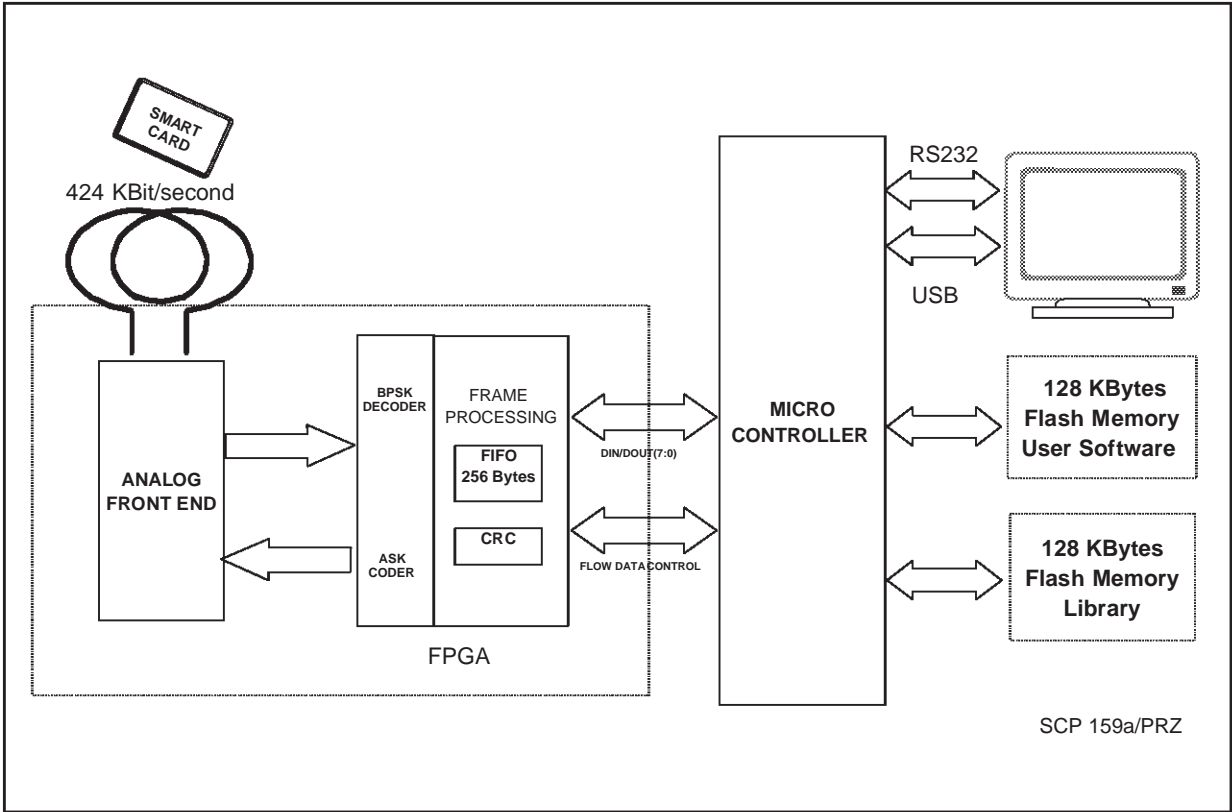 SMART
CARD
424 KBit/second
ANALOG
FRONT END
BPSK
DECODER
ASK
CODER
FRAME
PROCESSING
FIFO
256 Bytes
CRC
FPGA
DIN/DOUT(7:0)
FLOW DATA CONTROL
MICRO
CONTROLLER
RS232
USB
128 KBytes
Flash Memory
User Software
128 KBytes
Flash Memory
Library
SCP 159a/PRZ